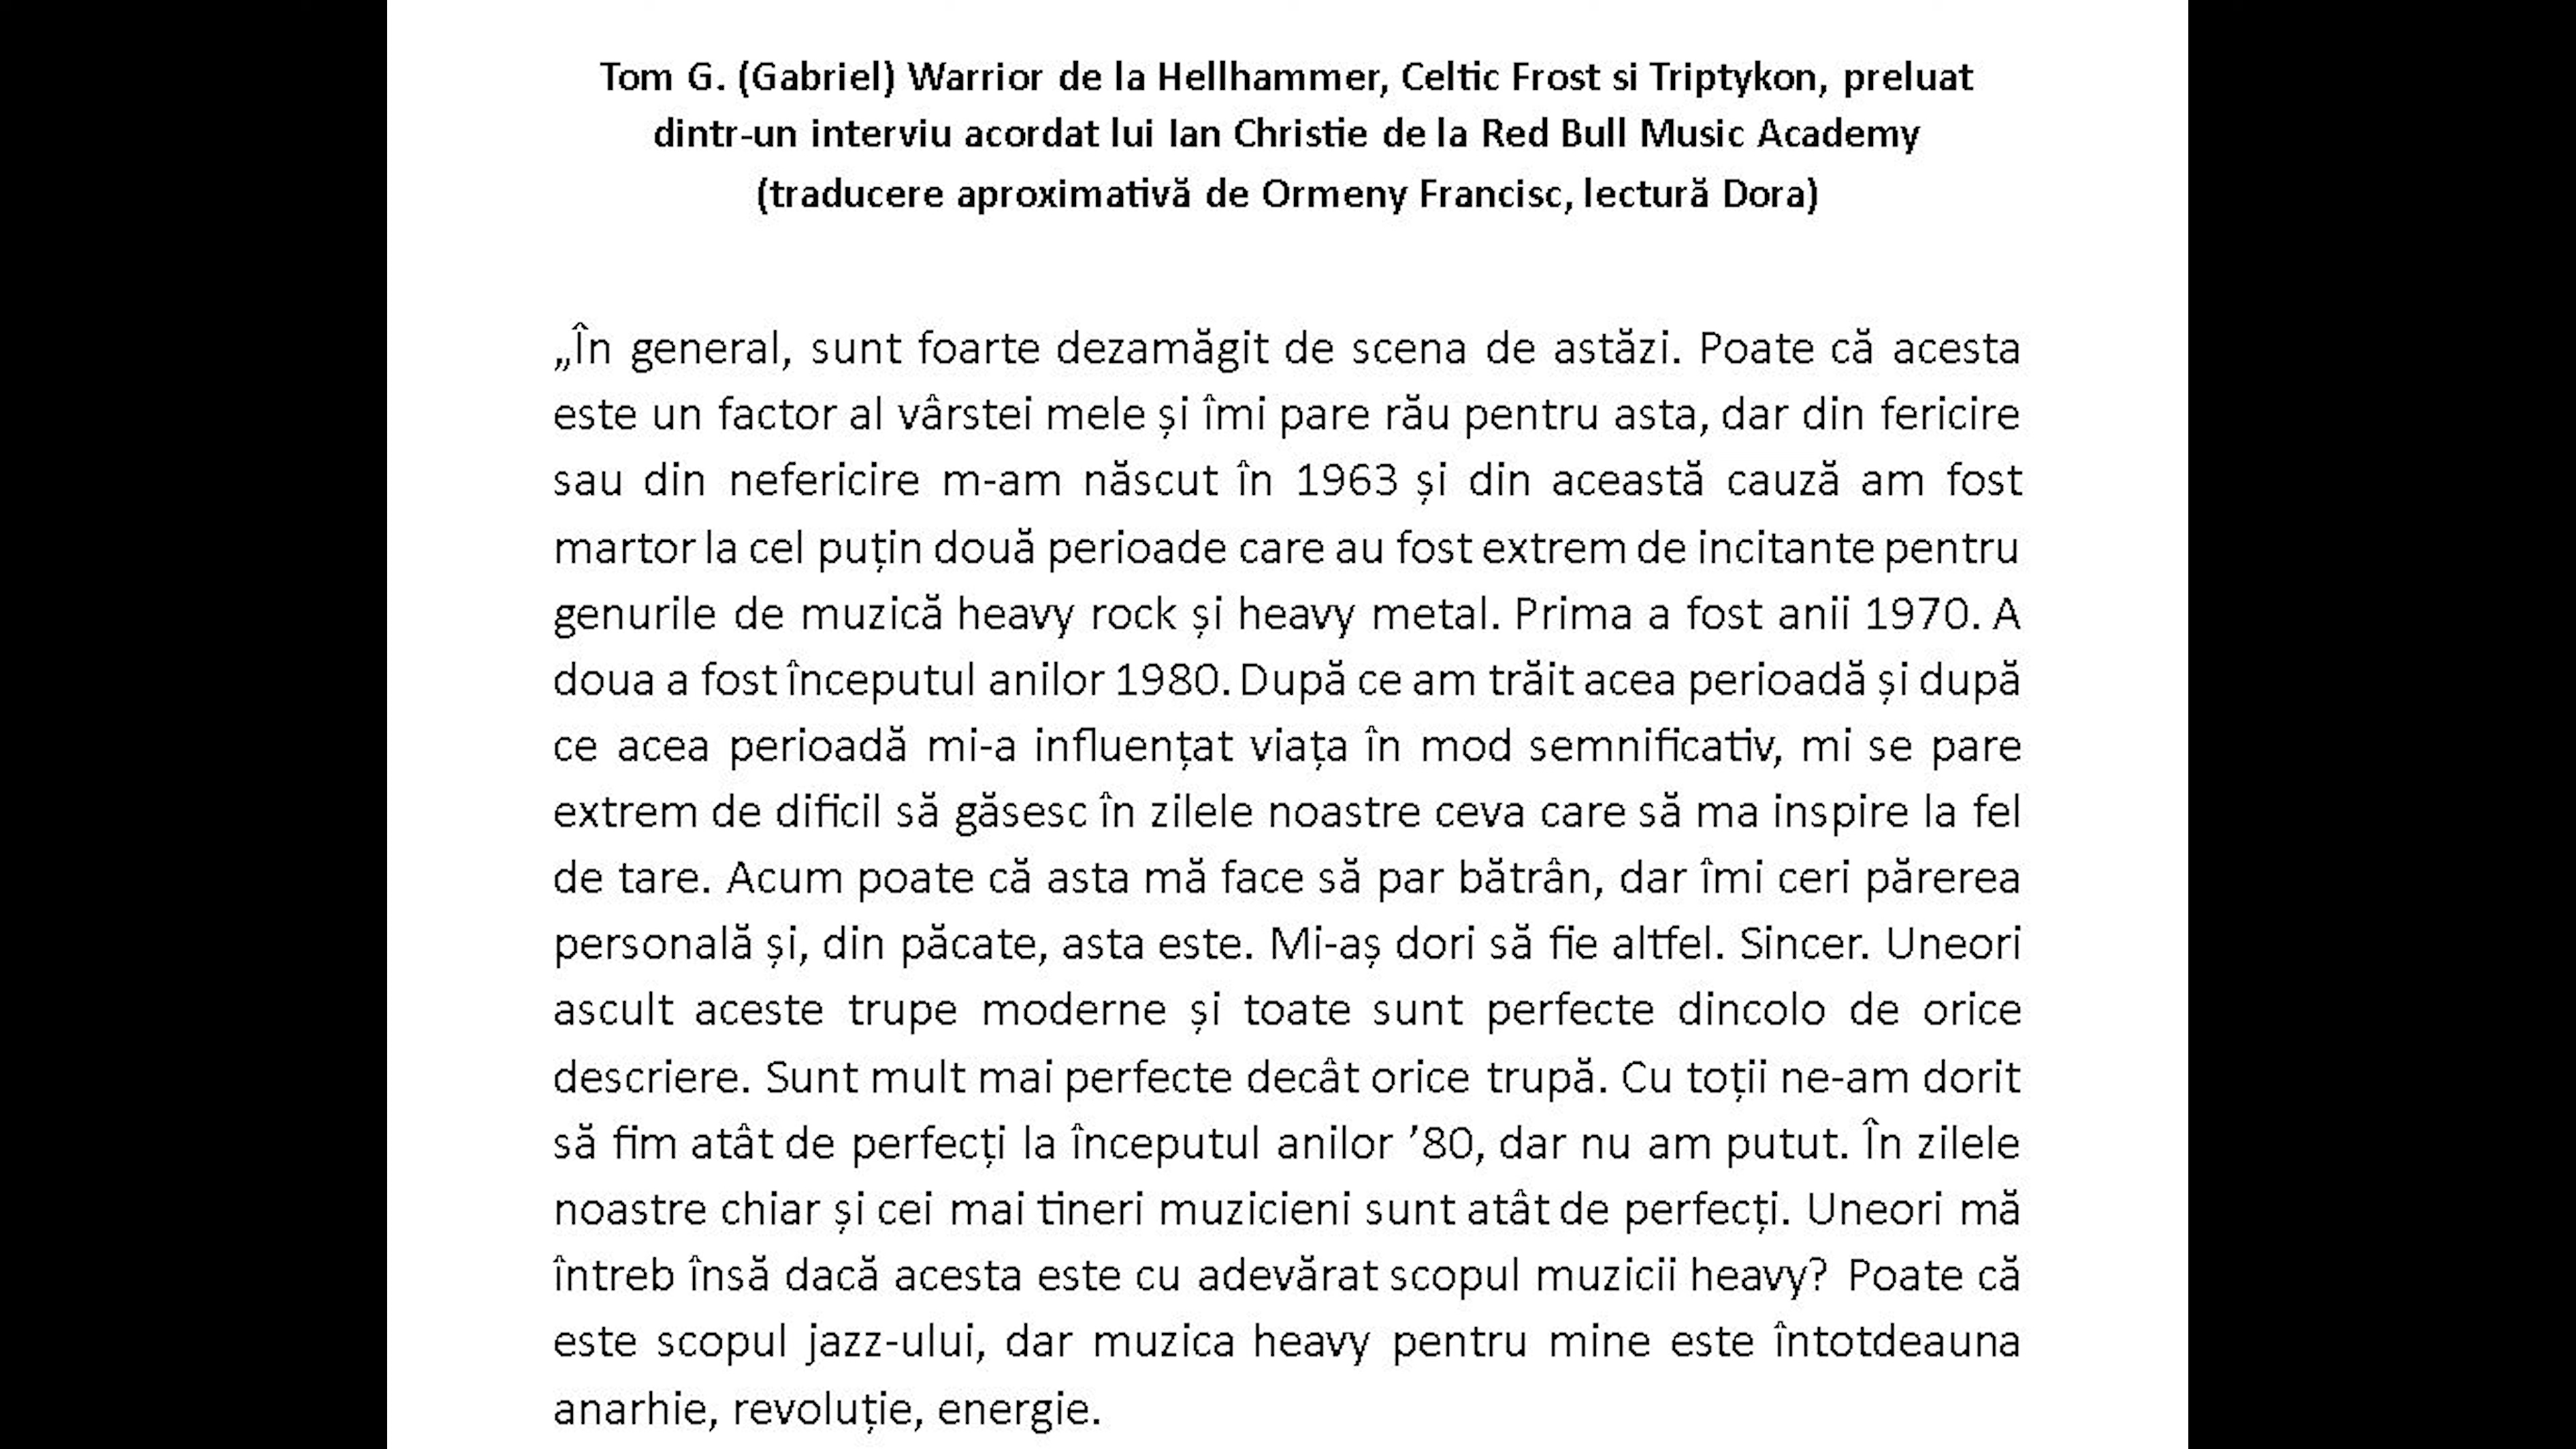 Tom G. (Gabriel) Warrior de la Hellhammer, Celtic Frost si Triptykon, preluat
dintr-un interviu acordat lui Ian Christie de la Red Bull Music Academy
(traducere aproximativă de Ormeny Francisc, lectură Dora)
„În general, sunt foarte dezamăgit de scena de astăzi. Poate că acesta
este un factor al vârstei mele și îmi pare rău pentru asta, dar din fericire
sau din nefericire m-am născut în 1963 și din această cauză am fost
martor la cel puțin două perioade care au fost extrem de incitante pentru
genurile de muzică heavy rock și heavy metal. Prima a fost anii 1970. A
doua a fost începutul anilor 1980. După ce am trăit acea perioadă și după
ce acea perioadă mi-a influențat viața în mod semnificativ, mi se pare
extrem de dificil să găsesc în zilele noastre ceva care să ma inspire la fel
de tare. Acum poate că asta mă face să par bătrân, dar îmi ceri părerea
personală și, din păcate, asta este. Mi-aș dori să fie altfel. Sincer. Uneori
ascult aceste trupe moderne și toate sunt perfecte dincolo de orice
descriere. Sunt mult mai perfecte decât orice trupă. Cu toții ne-am dorit
să fim atât de perfecți la începutul anilor ’80, dar nu am putut. În zilele
noastre chiar și cei mai tineri muzicieni sunt atât de perfecți. Uneori mă
întreb însă dacă acesta este cu adevărat scopul muzicii heavy? Poate că
este scopul jazz-ului, dar muzica heavy pentru mine este întotdeauna
anarhie, revoluție, energie.